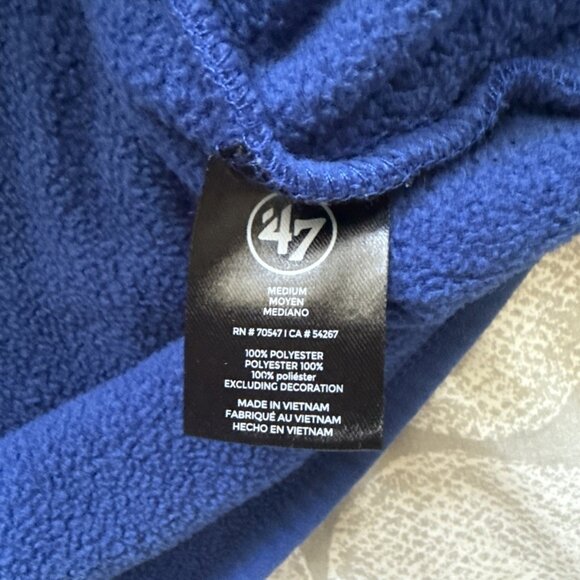 '47
MEDIUM
MOYEN
MEDIANO
RN # 70547 | CA # 54267
100% POLYESTER
POLYESTER 100%
100% poliéster
EXCLUDING DECORATION
MADE IN VIETNAM
FABRIQUÉ AU VIETNAM
HECHO EN VIETNAM